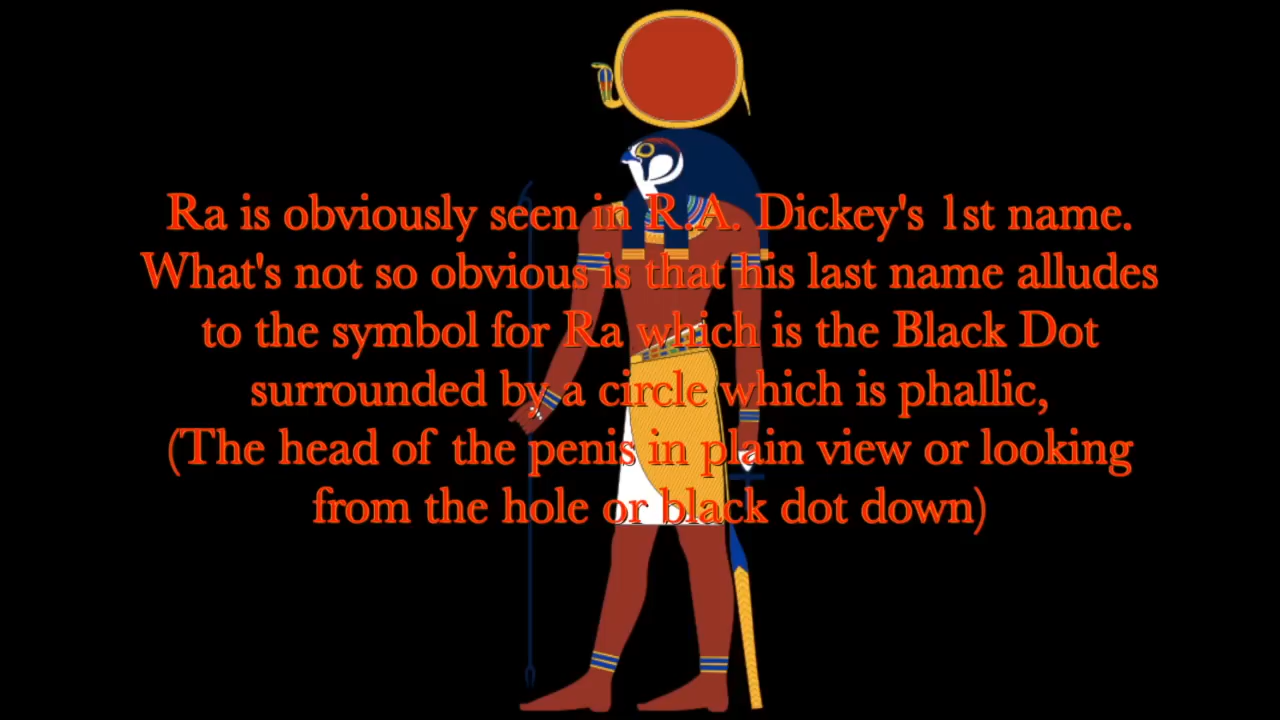 Ra is obviously seen in R.A. Dickey's 1st name.
What's not so obvious is that his last name alludes
to the symbol for Ra which is the Black Dot
surrounded by a circle which is phallic,
(The head of the penis in plain view or looking
from the hole or black dot down)